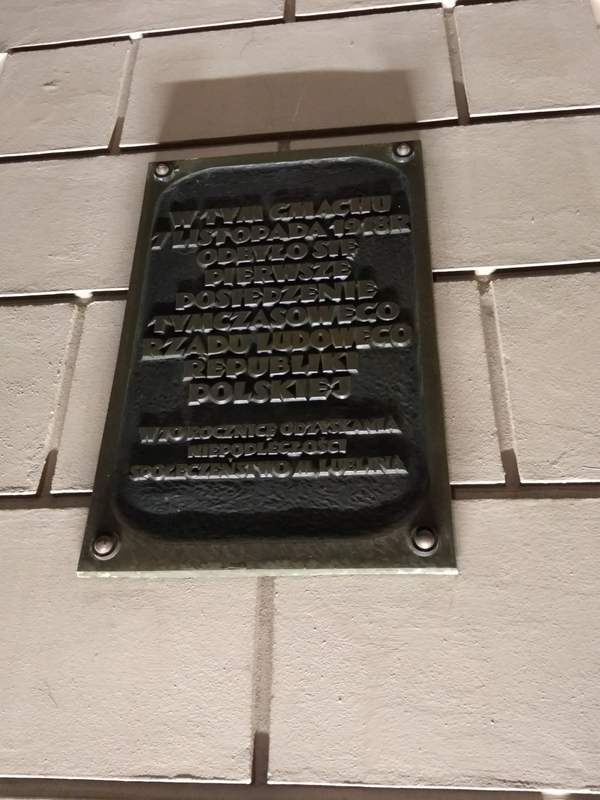 W TYM GMACHU
7 LISTOPADA 1918R
ODBYŁO SIĘ
PIERWSZE
POSIEDZENIE
TYMCZASOWEGO
RZĄDU LUDOWEGO
REPUBLIKI
POLSKIEJ
W 70 ROCZNICĘ ODZYSKANIA
NIEPODLEGŁOŚCI
SPOŁECZEŃSTWO M. LUBLINA